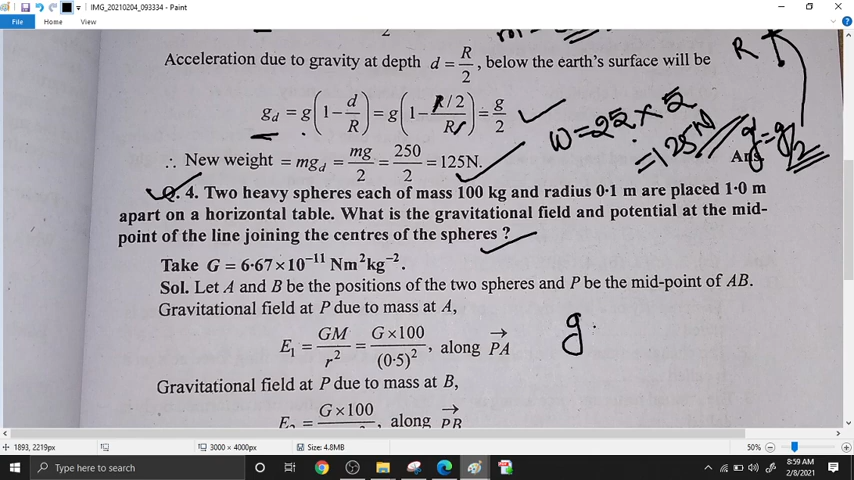 IMG_20210204_093334 - Paint
File Home View
2
Acceleration due to gravity at depth d = R/2, below the earth's surface will be
g_d = g(1 - d/R) = g(1 - R/2 / R) = g/2
R
∴ New weight = mg_d = mg/2 = 250/2 = 125N.
= 125N
g = g/2
Ans.
Q. 4. Two heavy spheres each of mass 100 kg and radius 0·1 m are placed 1·0 m
apart on a horizontal table. What is the gravitational field and potential at the mid-
point of the line joining the centres of the spheres ?
Take G = 6·67×10⁻¹¹ Nm²kg⁻².
Sol. Let A and B be the positions of the two spheres and P be the mid-point of AB.
Gravitational field at P due to mass at A,
E₁ = GM/r² = G×100/(0·5)², along PA→
g
Gravitational field at P due to mass at B,
G×100, along PB→
1893, 2219px
3000 × 4000px
Size: 4.8MB
50%
Type here to search
8:59 AM
2/8/2021